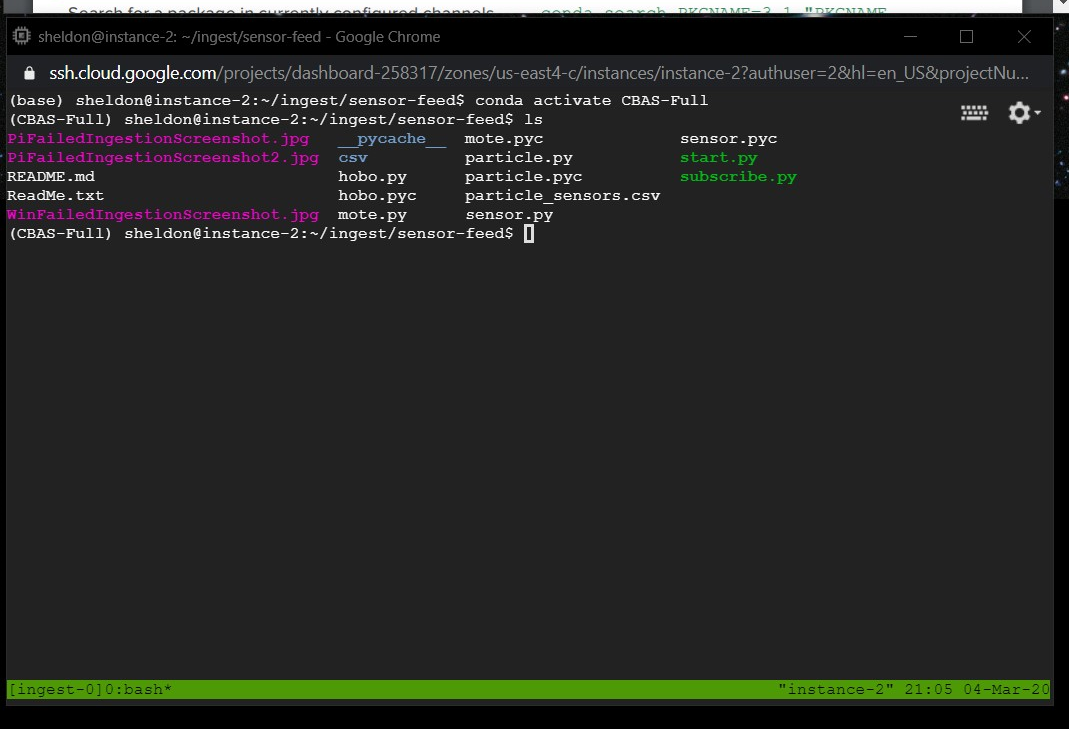 Search for a package in currently configured channels conda search PKGNAME=3.1 "PKGNAME
sheldon@instance-2: ~/ingest/sensor-feed - Google Chrome
ssh.cloud.google.com/projects/dashboard-258317/zones/us-east4-c/instances/instance-2?authuser=2&hl=en_US&projectNu...
(base) sheldon@instance-2:~/ingest/sensor-feed$ conda activate CBAS-Full
(CBAS-Full) sheldon@instance-2:~/ingest/sensor-feed$ ls
PiFailedIngestionScreenshot.jpg __pycache__ mote.pyc sensor.pyc
PiFailedIngestionScreenshot2.jpg csv particle.py start.py
README.md hobo.py particle.pyc subscribe.py
ReadMe.txt hobo.pyc particle_sensors.csv
WinFailedIngestionScreenshot.jpg mote.py sensor.py
(CBAS-Full) sheldon@instance-2:~/ingest/sensor-feed$
[ingest-0]0:bash* "instance-2" 21:05 04-Mar-20